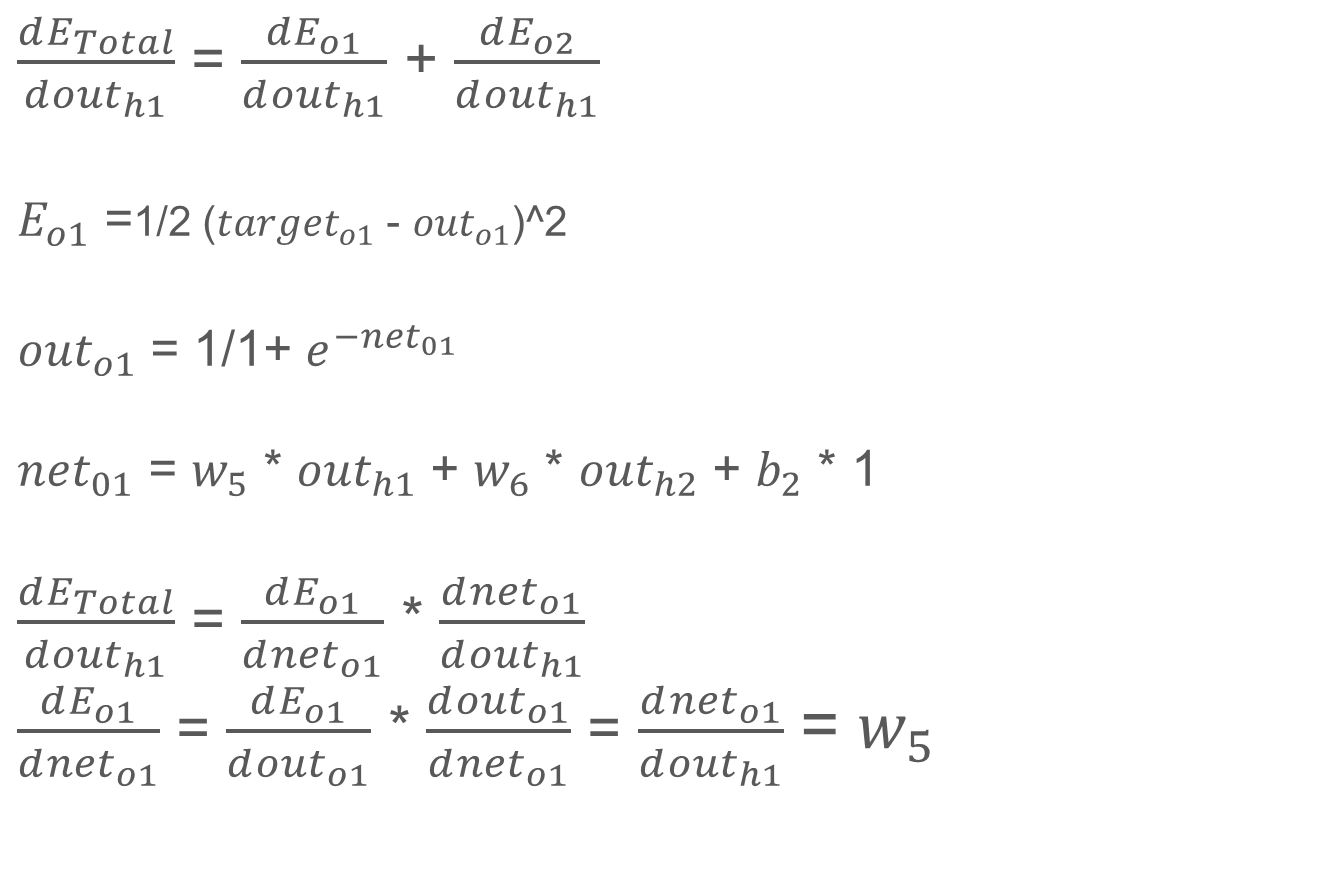 dE_Total/dout_h1 = dE_o1/dout_h1 + dE_o2/dout_h1
E_o1 =1/2 (target_o1 - out_o1)^2
out_o1 = 1/1+ e^(−net_01)
net_01 = w_5 * out_h1 + w_6 * out_h2 + b_2 * 1
dE_Total/dout_h1 = dE_o1/dnet_o1 * dnet_o1/dout_h1
dE_o1/dnet_o1 = dE_o1/dout_o1 * dout_o1/dnet_o1 = dnet_o1/dout_h1 = w_5